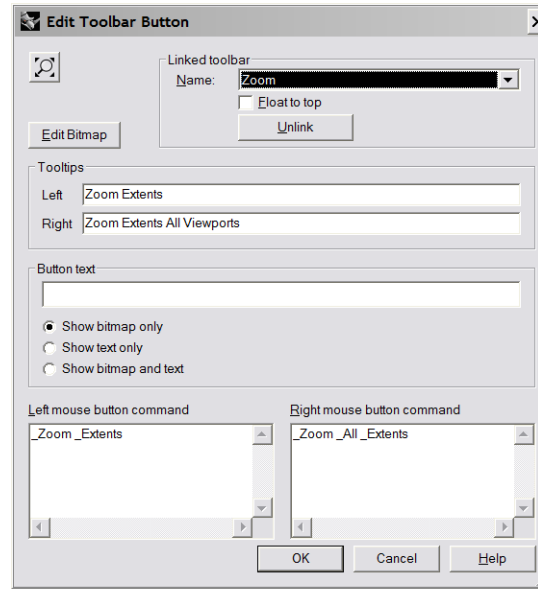 Edit Toolbar Button
Linked toolbar
Name: Zoom
Float to top
Edit Bitmap
Unlink
Tooltips
Left Zoom Extents
Right Zoom Extents All Viewports
Button text
Show bitmap only
Show text only
Show bitmap and text
Left mouse button command
_Zoom _Extents
Right mouse button command
_Zoom _All _Extents
OK Cancel Help